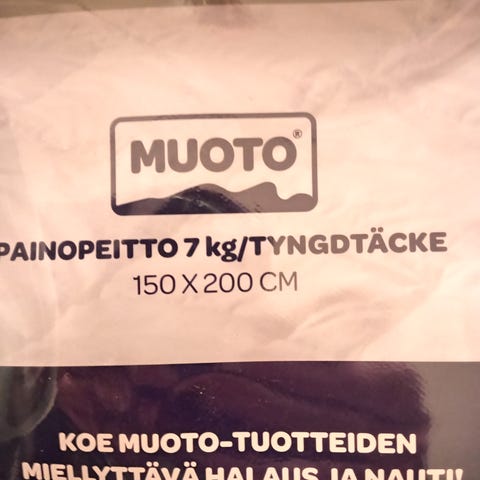 MUOTO®
PAINOPEITTO 7 kg/TYNGDTÄCKE
150 X 200 CM
KOE MUOTO-TUOTTEIDEN
MIELLYTTÄVÄ HALAUS JA NAUTI!